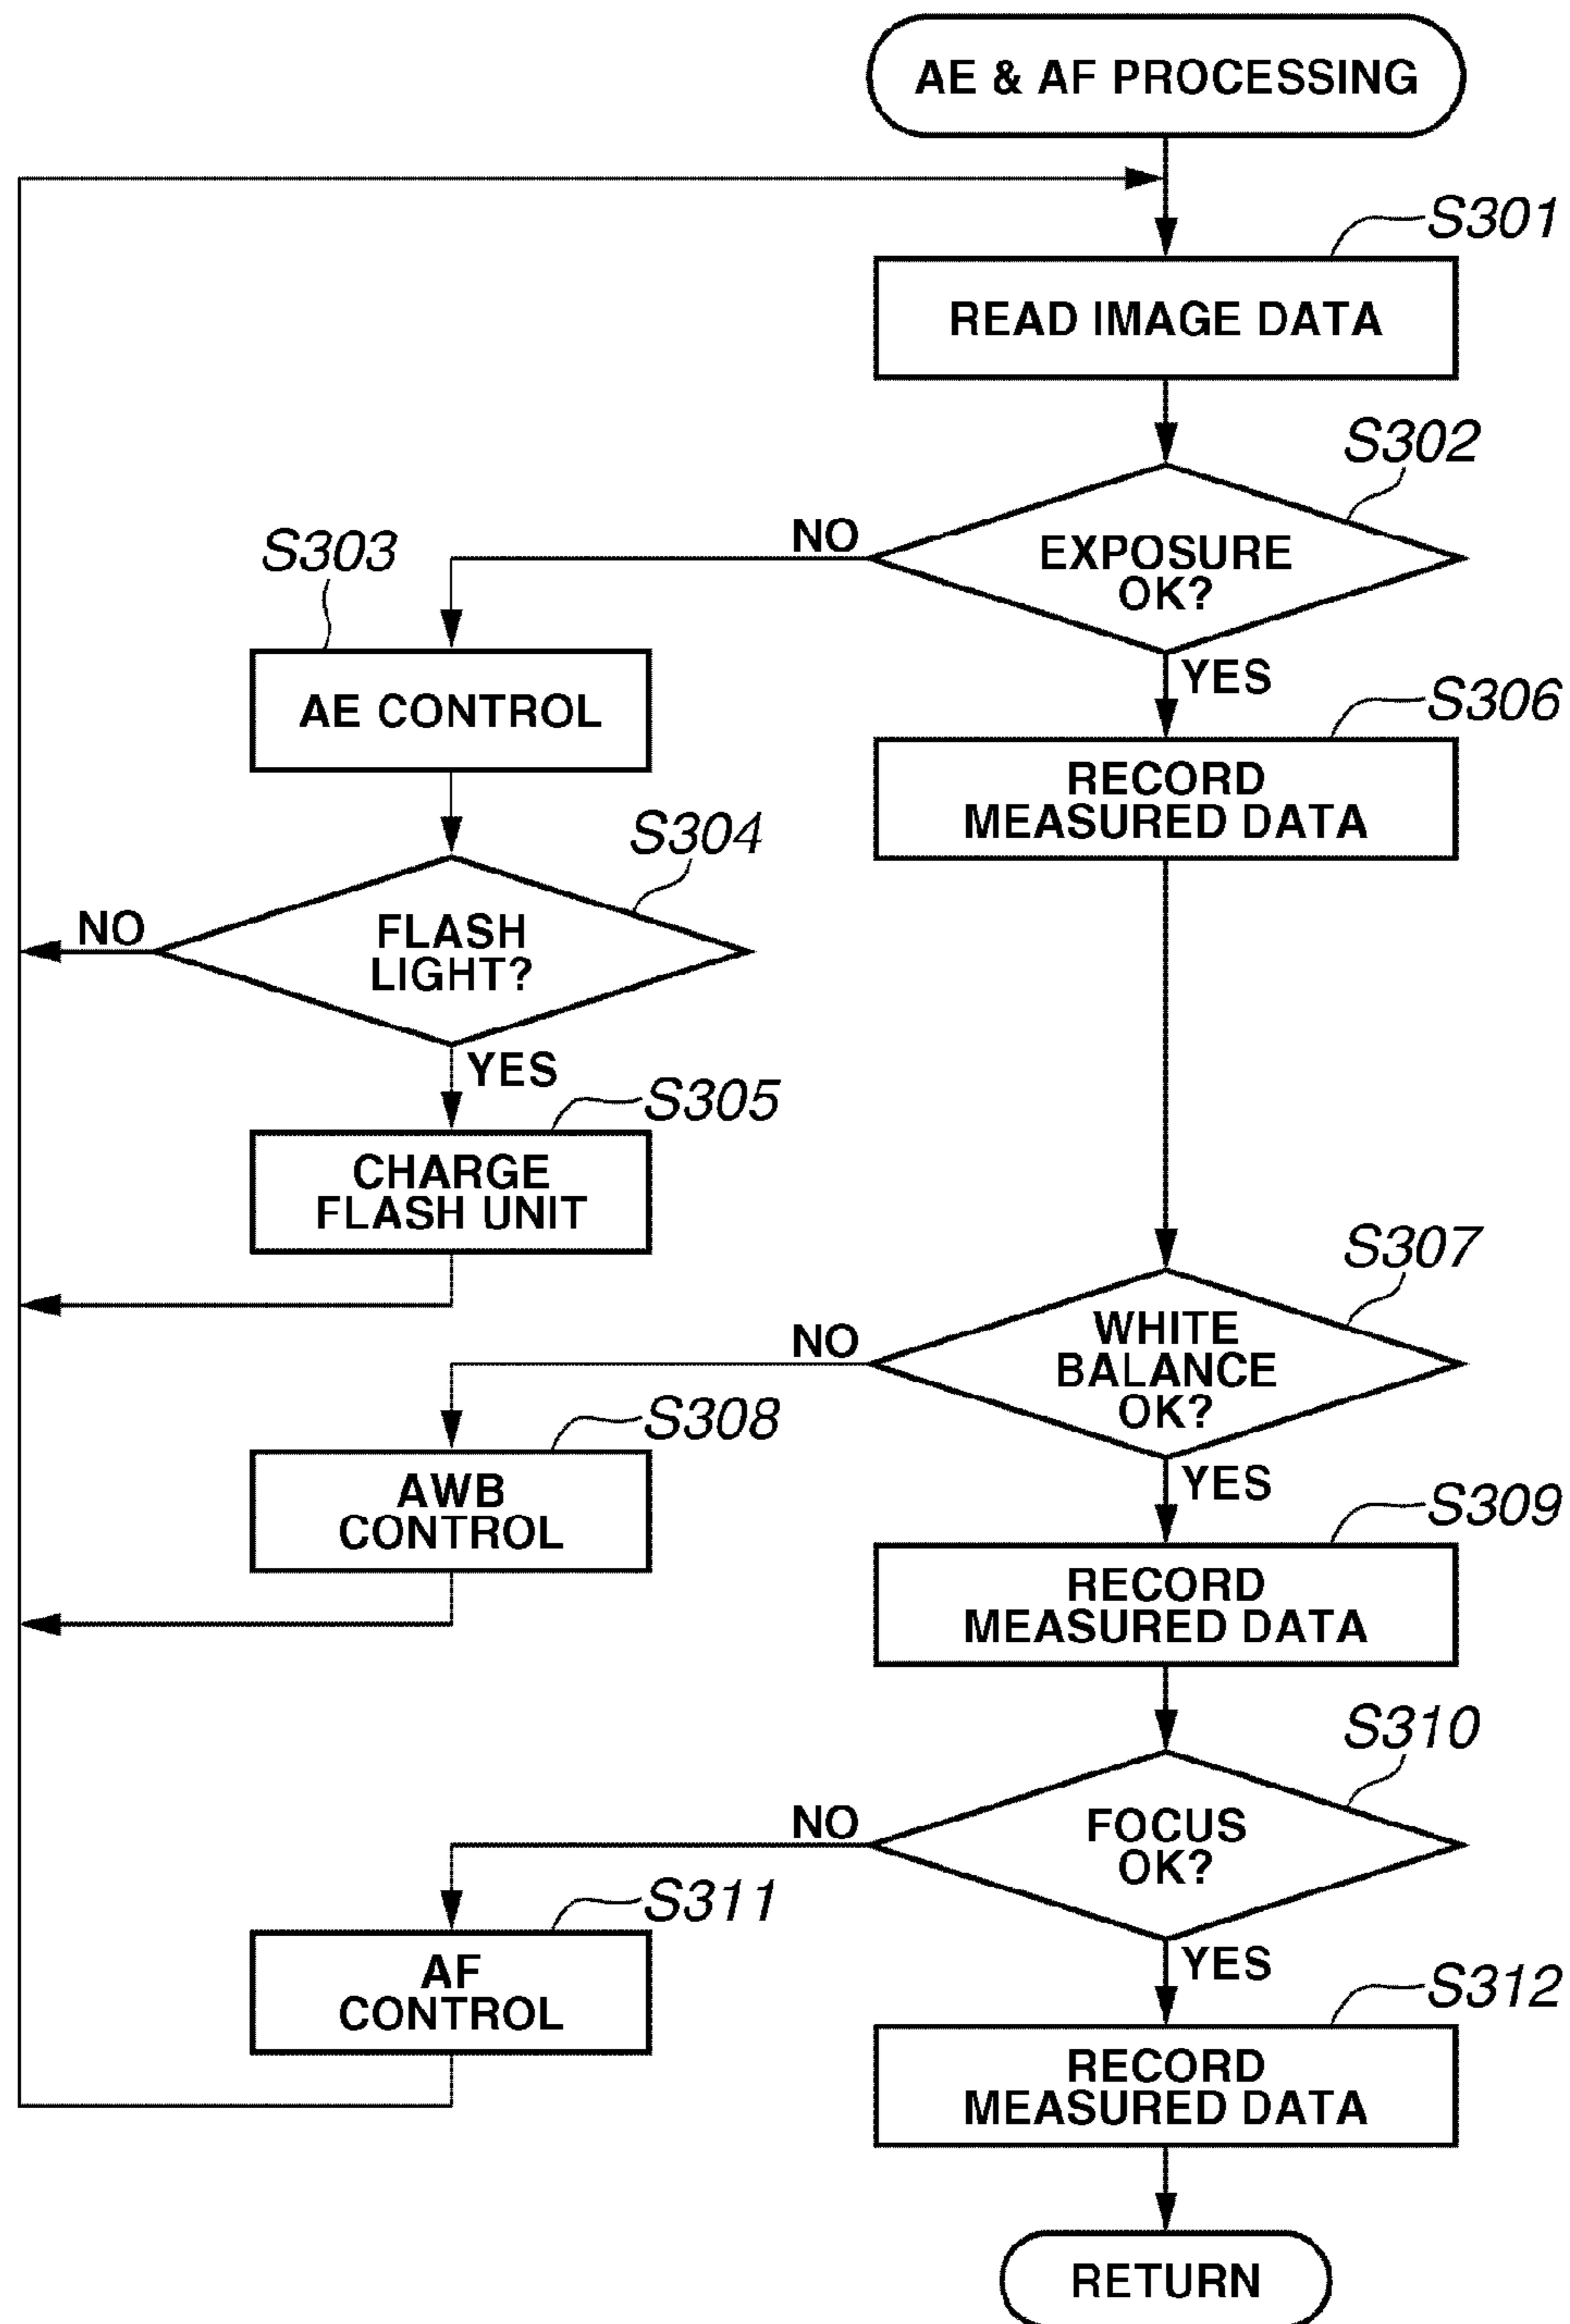 AE & AF PROCESSING
S301
READ IMAGE DATA
S302
EXPOSURE
OK?
NO
YES
S303
AE CONTROL
S304
FLASH
LIGHT?
NO
YES
S305
CHARGE
FLASH UNIT
S306
RECORD
MEASURED DATA
S307
WHITE
BALANCE
OK?
NO
YES
S308
AWB
CONTROL
S309
RECORD
MEASURED DATA
S310
FOCUS
OK?
NO
YES
S311
AF
CONTROL
S312
RECORD
MEASURED DATA
RETURN